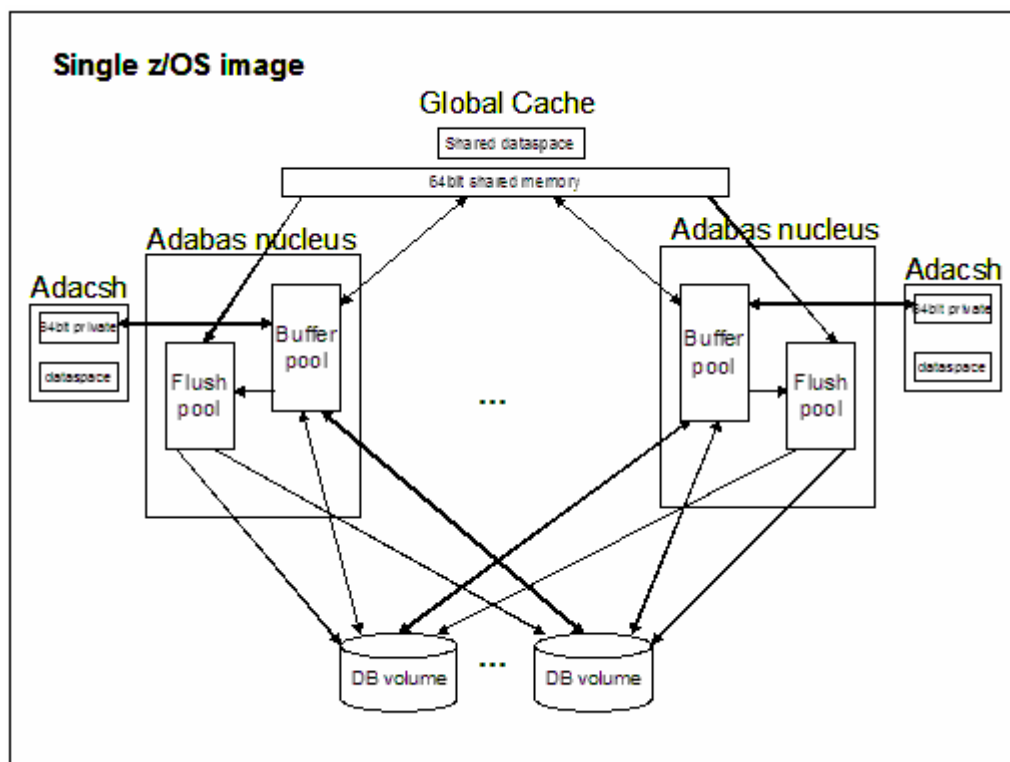 Single z/OS image
Global Cache
Shared dataspace
64bit shared memory
Adabas nucleus
Adabas nucleus
Adacsh
Adacsh
64bit private
64bit private
Buffer
pool
Buffer
pool
dataspace
dataspace
Flush
pool
Flush
pool
...
...
DB volume
DB volume